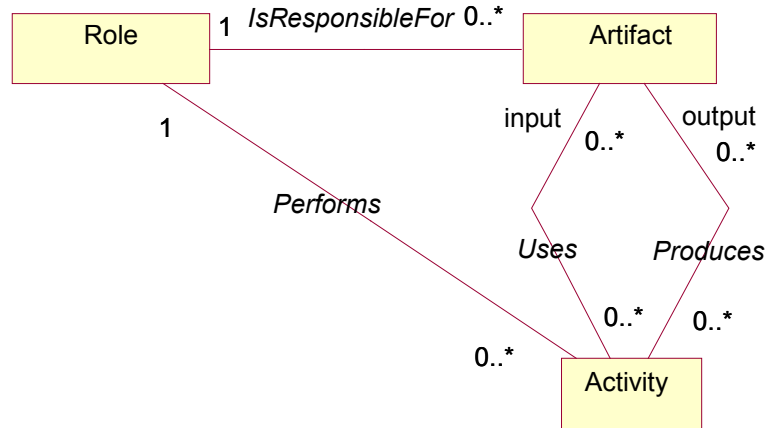 Role
1
IsResponsibleFor
0..*
Artifact
1
input
0..*
output
0..*
Performs
Uses
Produces
0..*
0..*
0..*
Activity